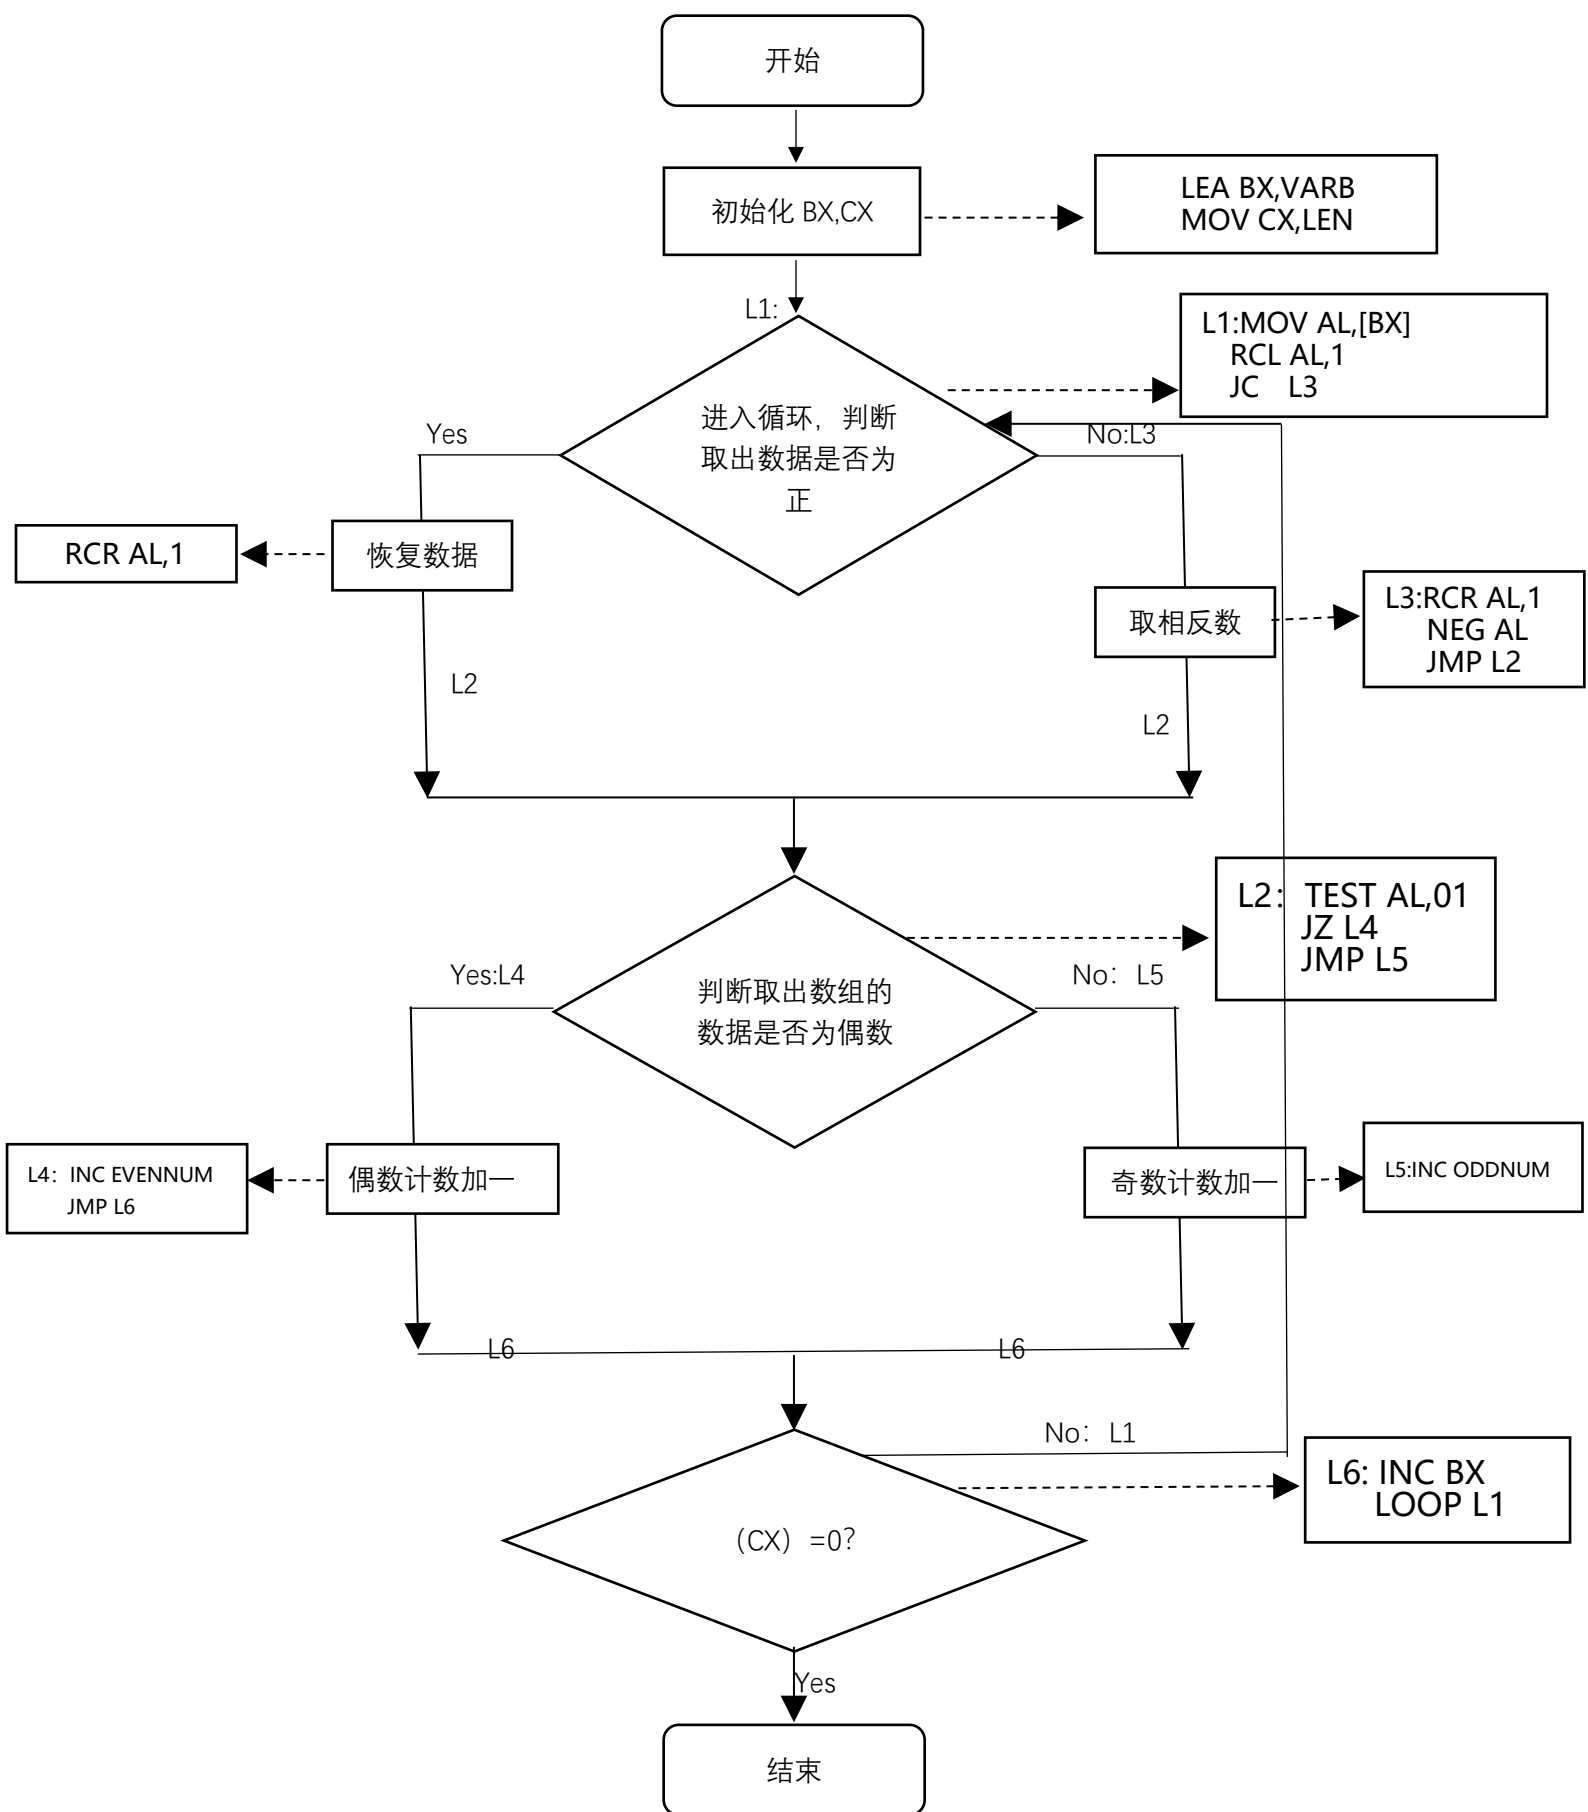 开始
初始化 BX,CX
LEA BX,VARB
MOV CX,LEN
L1:
L1:MOV AL,[BX]
RCL AL,1
JC L3
进入循环，判断
取出数据是否为
正
Yes
No:L3
RCR AL,1
恢复数据
取相反数
L3:RCR AL,1
NEG AL
JMP L2
L2
L2
L2：TEST AL,01
JZ L4
JMP L5
Yes:L4
No：L5
判断取出数组的
数据是否为偶数
L4：INC EVENNUM
JMP L6
偶数计数加一
奇数计数加一
L5:INC ODDNUM
L6
L6
No：L1
L6: INC BX
LOOP L1
（CX）=0？
Yes
结束